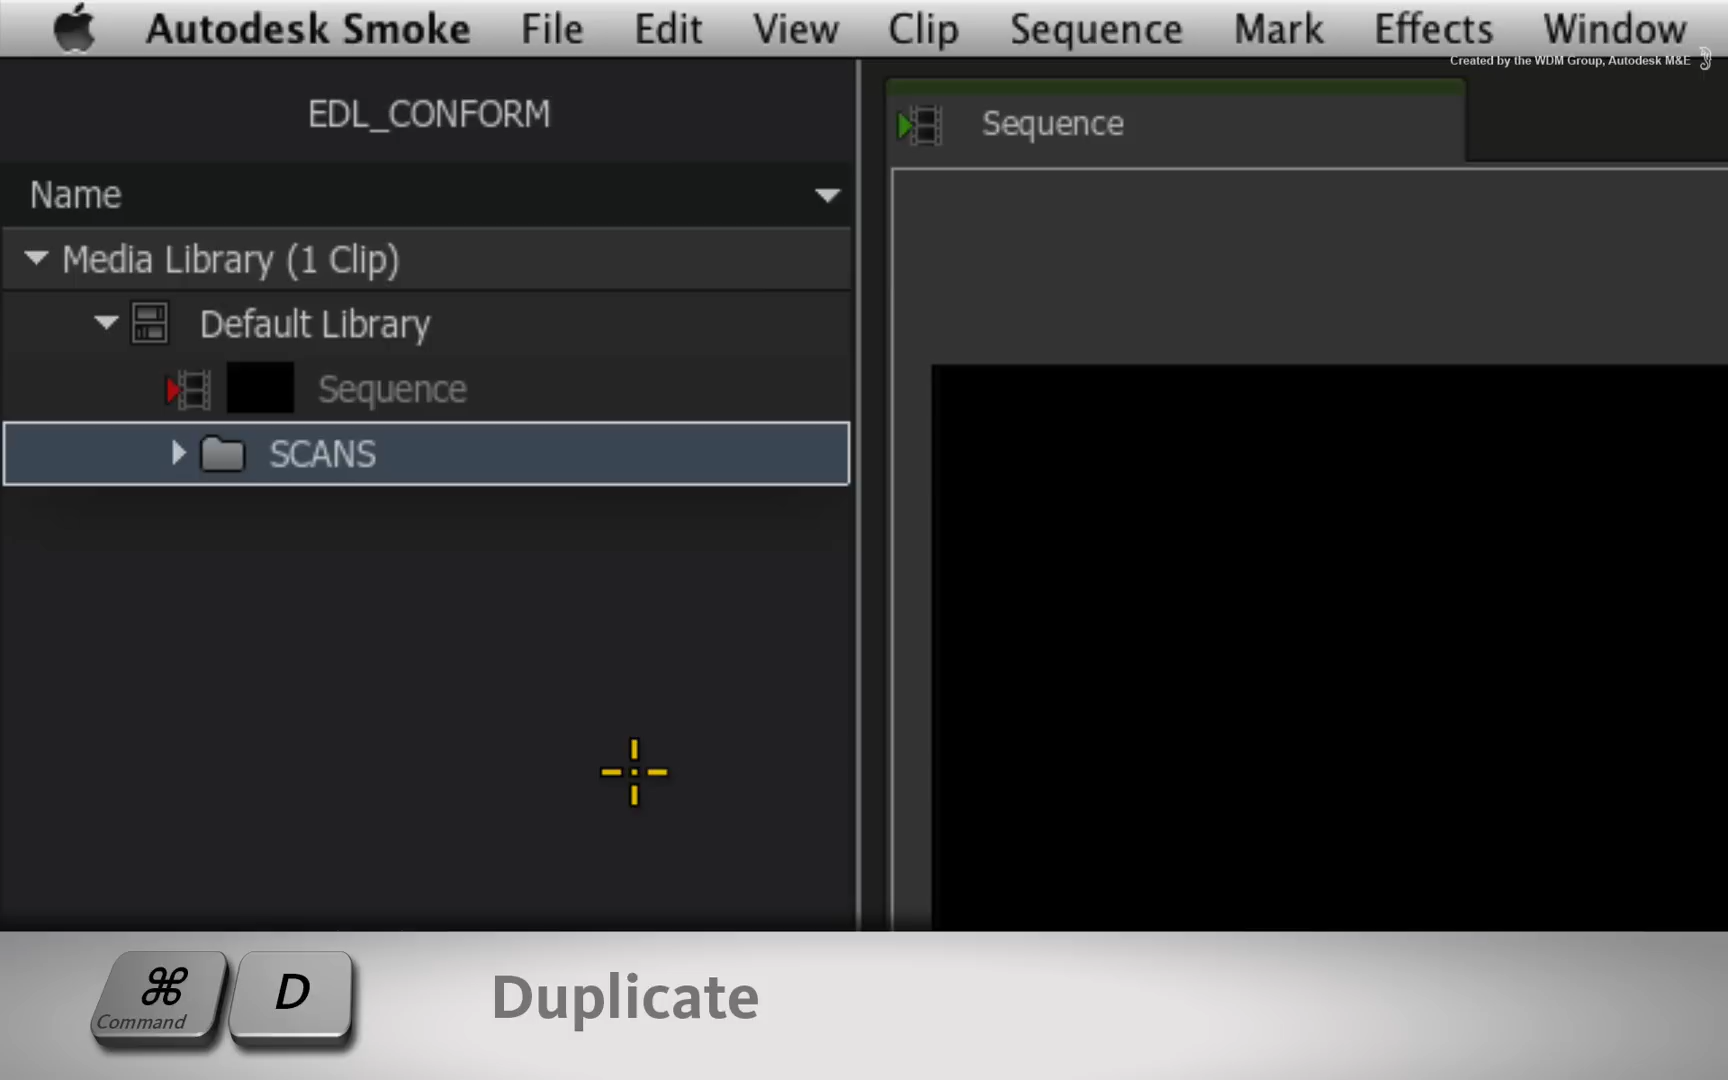 Autodesk Smoke File Edit View Clip Sequence Mark Effects Window
Created by the WDM Group, Autodesk M&E
EDL_CONFORM
Sequence
Name
Media Library (1 Clip)
Default Library
Sequence
SCANS
⌘ Command D Duplicate